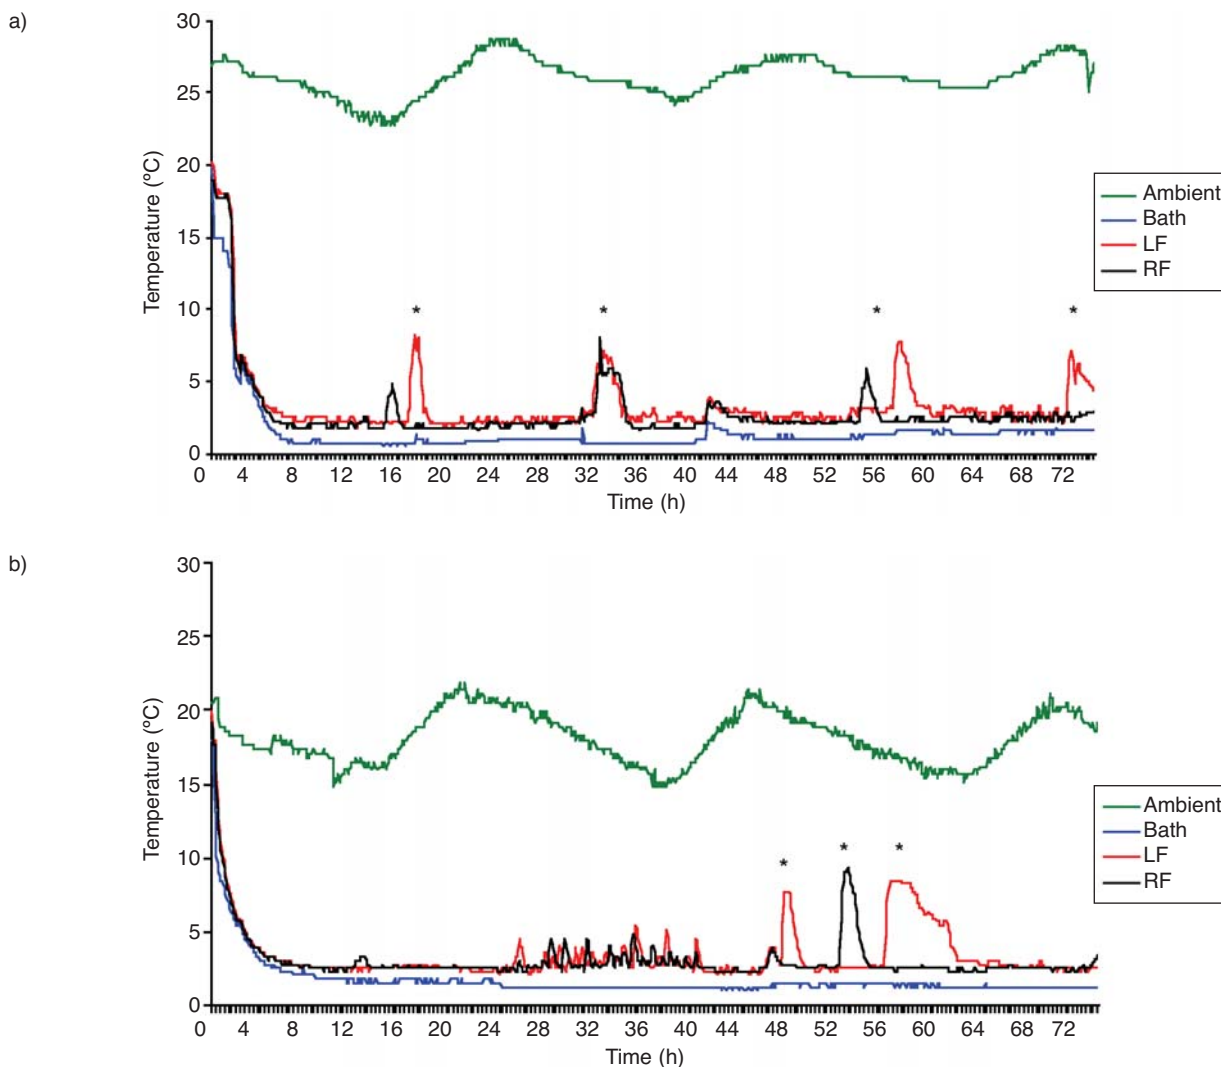 a)
30
25
20
15
10
5
0
Temperature (°C)
* * * *
0 4 8 12 16 20 24 28 32 36 40 44 48 52 56 60 64 68 72
Time (h)
Ambient
Bath
LF
RF
b)
30
25
20
15
10
5
0
Temperature (°C)
* * *
0 4 8 12 16 20 24 28 32 36 40 44 48 52 56 60 64 68 72
Time (h)
Ambient
Bath
LF
RF